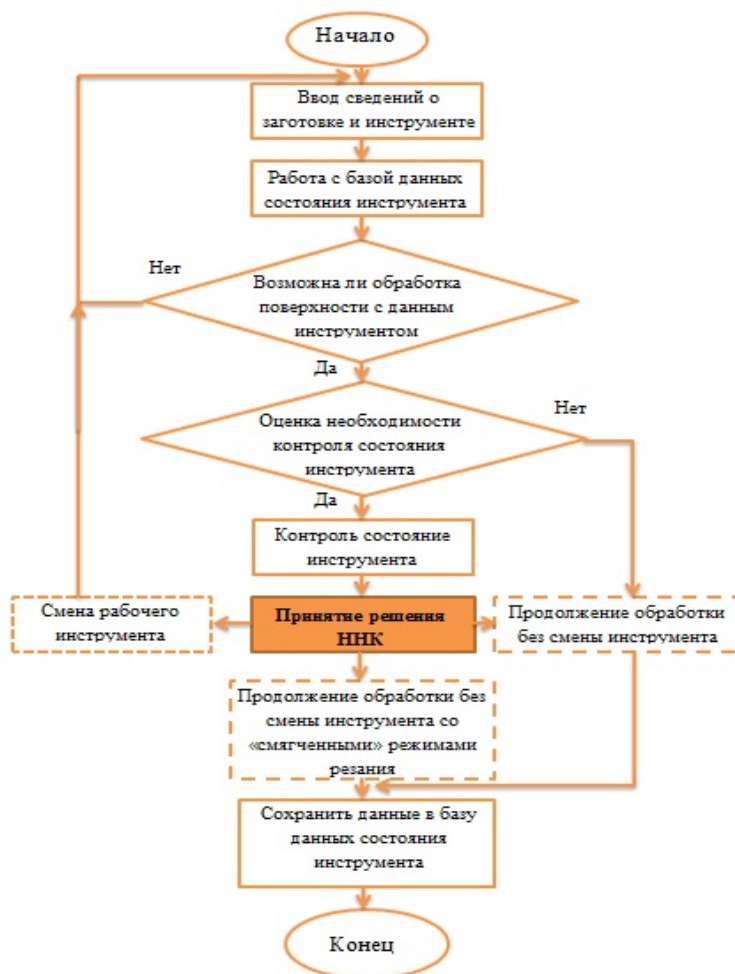 Начало
Ввод сведений о
заготовке и инструменте
Работа с базой данных
состояния инструмента
Нет
Возможна ли обработка
поверхности с данным
инструментом
Да
Оценка необходимости
контроля состояния
инструмента
Нет
Да
Контроль состояние
инструмента
Смена рабочего
инструмента
Принятие решения
ННК
Продолжение обработки
без смены инструмента
Продолжение обработки без
смены инструмента со
«смягченными» режимами
резания
Сохранить данные в базу
данных состояния
инструмента
Конец